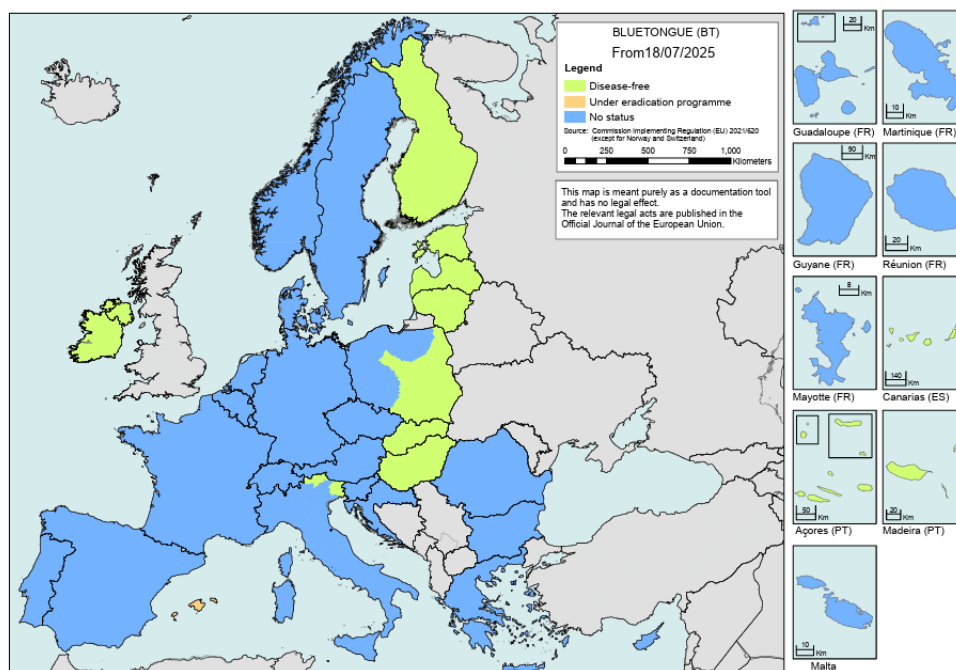 BLUETONGUE (BT)
From18/07/2025
Legend
Disease-free
Under eradication programme
No status
Source: Commission Implementing Regulation (EU) 2021/620
(except for Norway and Switzerland)
0 250 500 750 1,000
Kilometers
This map is meant purely as a documentation tool
and has no legal effect.
The relevant legal acts are published in the
Official Journal of the European Union.
20
Km
Guadaloupe (FR)
10
Km
Martinique (FR)
90
Km
Guyane (FR)
20
Km
Réunion (FR)
8
Km
Mayotte (FR)
140
Km
Canarias (ES)
50
Km
Açores (PT)
20
Km
Madeira (PT)
10
Km
Malta